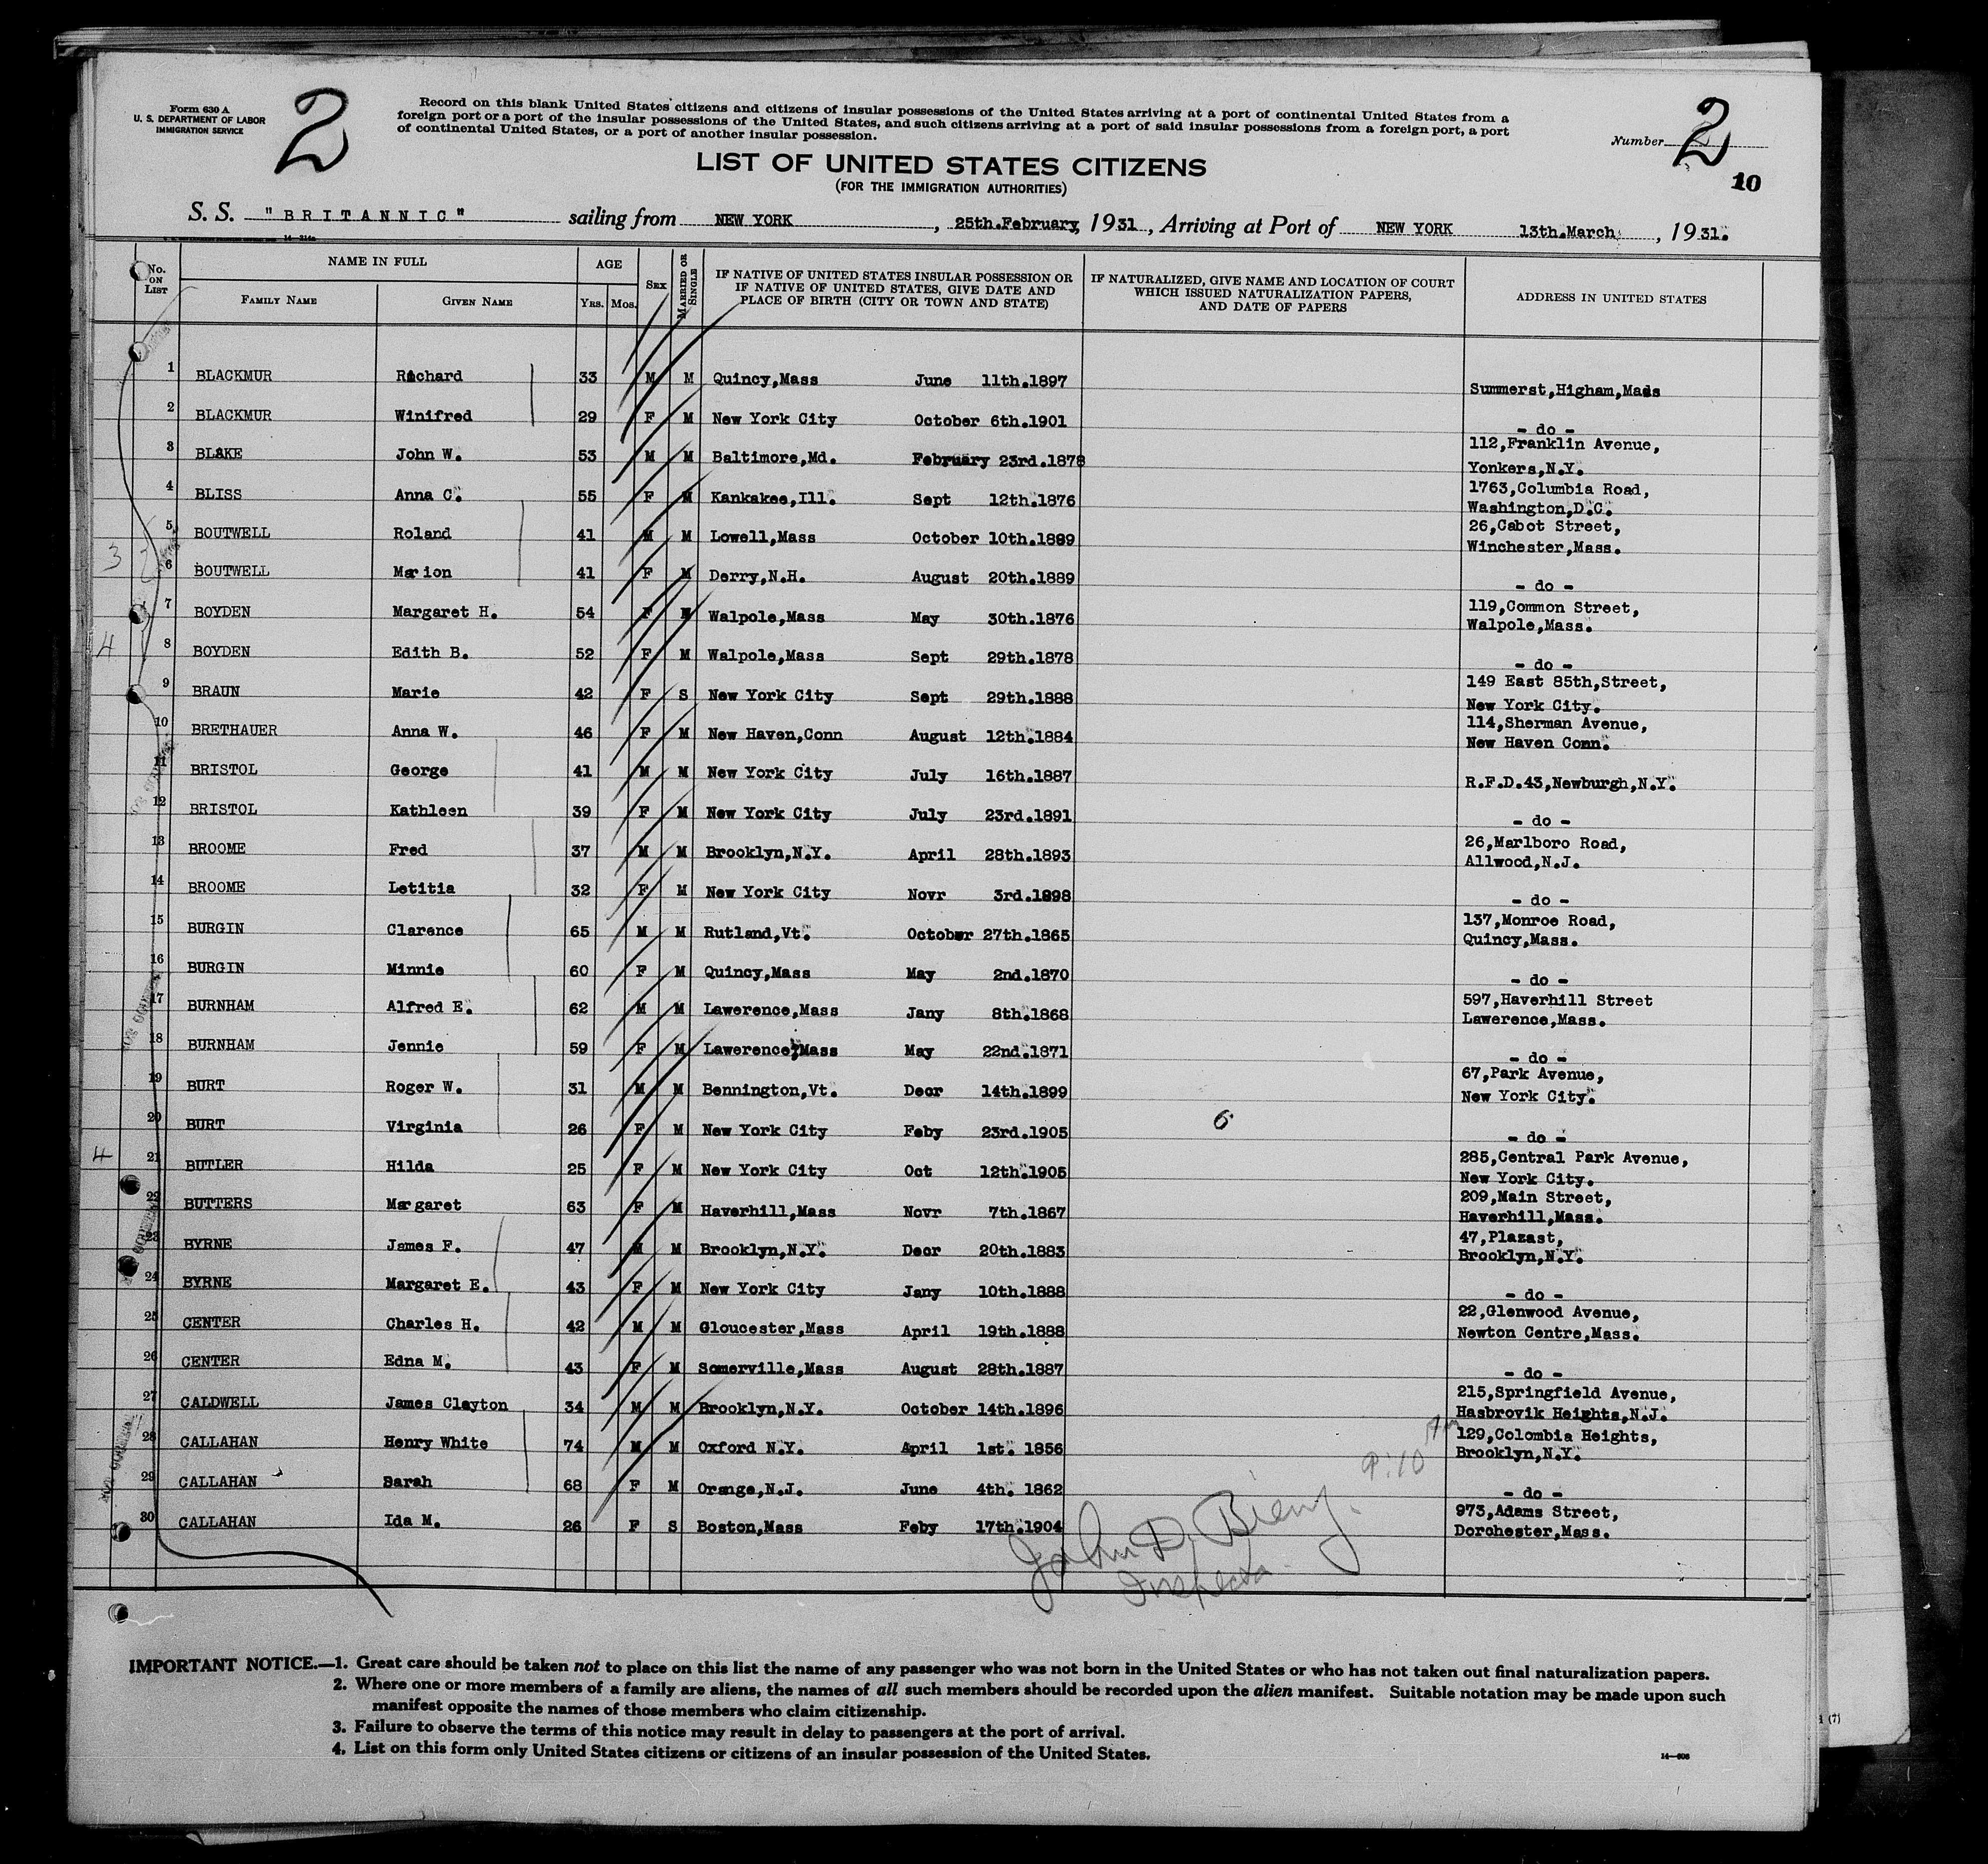 Form 630 A
U. S. DEPARTMENT OF LABOR
IMMIGRATION SERVICE
2
Record on this blank United States citizens and citizens of insular possessions of the United States arriving at a port of continental United States from a
foreign port or a port of the insular possessions of the United States, and such citizens arriving at a port of said insular possessions from a foreign port, a port
of continental United States, or a port of another insular possession.
Number 2
10
LIST OF UNITED STATES CITIZENS
(FOR THE IMMIGRATION AUTHORITIES)
S. S. "BRITANNIC" sailing from NEW YORK, 25th.February, 1931, Arriving at Port of NEW YORK 13th.March, 1931.
No. ON LIST NAME IN FULL AGE SEX MARRIED OR SINGLE IF NATIVE OF UNITED STATES INSULAR POSSESSION OR IF NATIVE OF UNITED STATES, GIVE DATE AND PLACE OF BIRTH (CITY OR TOWN AND STATE) IF NATURALIZED, GIVE NAME AND LOCATION OF COURT WHICH ISSUED NATURALIZATION PAPERS, AND DATE OF PAPERS ADDRESS IN UNITED STATES
FAMILY NAME GIVEN NAME YRS. MOS.
1 BLACKMUR Richard 33 M M Quincy,Mass June 11th.1897 Summerst,Higham,Mass
2 BLACKMUR Winifred 29 F M New York City October 6th.1901 - do -
3 BLAKE John W. 53 M M Baltimore,Md. February 23rd.1878 112,Franklin Avenue,
Yonkers,N.Y.
4 BLISS Anna C. 55 F M Kankakee,Ill. Sept 12th.1876 1763,Columbia Road,
Washington,D.C.
5 BOUTWELL Roland 41 M M Lowell,Mass October 10th.1889 26,Cabot Street,
Winchester,Mass.
3
6 BOUTWELL Marion 41 F M Derry,N.H. August 20th.1889 - do -
7 BOYDEN Margaret H. 54 F M Walpole,Mass May 30th.1876 119,Common Street,
Walpole,Mass.
4
8 BOYDEN Edith B. 52 F M Walpole,Mass Sept 29th.1878 - do -
9 BRAUN Marie 42 F S New York City Sept 29th.1888 149 East 85th,Street,
New York City.
10 BRETHAUER Anna W. 46 F M New Haven,Conn August 12th.1884 114,Sherman Avenue,
New Haven Conn.
11 BRISTOL George 41 M M New York City July 16th.1887 R.F.D.43,Newburgh,N.Y.
12 BRISTOL Kathleen 39 F M New York City July 23rd.1891 - do -
13 BROOME Fred 37 M M Brooklyn,N.Y. April 28th.1893 26,Marlboro Road,
Allwood,N.J.
14 BROOME Letitia 32 F M New York City Novr 3rd.1898 - do -
15 BURGIN Clarence 65 M M Rutland,Vt. October 27th.1865 137,Monroe Road,
Quincy,Mass.
16 BURGIN Minnie 60 F M Quincy,Mass May 2nd.1870 - do -
17 BURNHAM Alfred E. 62 M M Lawerence,Mass Jany 8th.1868 597,Haverhill Street
Lawerence,Mass.
18 BURNHAM Jennie 59 F M Lawerence,Mass May 22nd.1871 - do -
19 BURT Roger W. 31 M M Bennington,Vt. Decr 14th.1899 67,Park Avenue,
New York City.
20 BURT Virginia 26 F M New York City Feby 23rd.1905 6 - do -
4
21 BUTLER Hilda 25 F M New York City Oct 12th.1905 285,Central Park Avenue,
New York City.
22 BUTTERS Margaret 63 F M Haverhill,Mass Novr 7th.1867 209,Main Street,
Haverhill,Mass.
23 BYRNE James F. 47 M M Brooklyn,N.Y. Decr 20th.1883 47,Plazast,
Brooklyn,N.Y.
24 BYRNE Margaret E. 43 F M New York City Jany 10th.1888 - do -
25 CENTER Charles H. 42 M M Gloucester,Mass April 19th.1888 22,Glenwood Avenue,
Newton Centre,Mass.
26 CENTER Edna M. 43 F M Somerville,Mass August 28th.1887 - do -
27 CALDWELL James Clayton 34 M M Brooklyn,N.Y. October 14th.1896 215,Springfield Avenue,
Hasbrovik Heights,N.J.
28 CALLAHAN Henry White 74 M M Oxford N.Y. April 1st. 1856 129,Colombia Heights,
Brooklyn,N.Y.
29 CALLAHAN Sarah 68 F M Orange,N.J. June 4th. 1862 - do -
30 CALLAHAN Ida M. 26 F S Boston,Mass Feby 17th.1904 973,Adams Street,
Dorchester,Mass.
9:10
John D.
Inspector
IMPORTANT NOTICE.—1. Great care should be taken not to place on this list the name of any passenger who was not born in the United States or who has not taken out final naturalization papers.
2. Where one or more members of a family are aliens, the names of all such members should be recorded upon the alien manifest. Suitable notation may be made upon such
manifest opposite the names of those members who claim citizenship.
3. Failure to observe the terms of this notice may result in delay to passengers at the port of arrival.
4. List on this form only United States citizens or citizens of an insular possession of the United States.